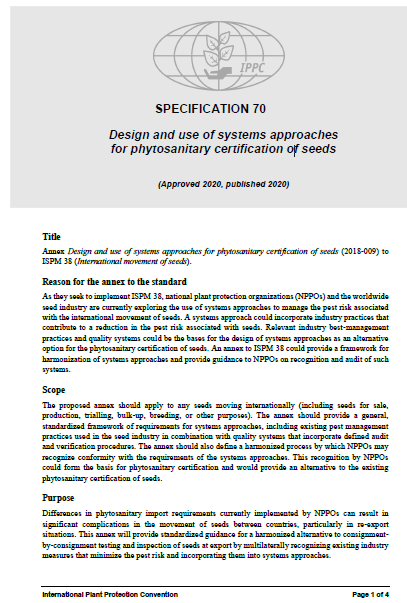 IPPC
SPECIFICATION 70
Design and use of systems approaches
for phytosanitary certification of seeds
(Approved 2020, published 2020)
Title
Annex Design and use of systems approaches for phytosanitary certification of seeds (2018-009) to
ISPM 38 (International movement of seeds).
Reason for the annex to the standard
As they seek to implement ISPM 38, national plant protection organizations (NPPOs) and the worldwide
seed industry are currently exploring the use of systems approaches to manage the pest risk associated
with the international movement of seeds. A systems approach could incorporate industry practices that
contribute to a reduction in the pest risk associated with seeds. Relevant industry best-management
practices and quality systems could be the bases for the design of systems approaches as an alternative
option for the phytosanitary certification of seeds. An annex to ISPM 38 could provide a framework for
harmonization of systems approaches and provide guidance to NPPOs on recognition and audit of such
systems.
Scope
The proposed annex should apply to any seeds moving internationally (including seeds for sale,
production, trialling, bulk-up, breeding, or other purposes). The annex should provide a general,
standardized framework of requirements for systems approaches, including existing pest management
practices used in the seed industry in combination with quality systems that incorporate defined audit
and verification procedures. The annex should also define a harmonized process by which NPPOs may
recognize conformity with the requirements of the systems approaches. This recognition by NPPOs
could form the basis for phytosanitary certification and would provide an alternative to the existing
phytosanitary certification of seeds.
Purpose
Differences in phytosanitary import requirements currently implemented by NPPOs can result in
significant complications in the movement of seeds between countries, particularly in re-export
situations. This annex will provide standardized guidance for a harmonized alternative to consignment-
by-consignment testing and inspection of seeds at export by multilaterally recognizing existing industry
measures that minimize the pest risk and incorporating them into systems approaches.
International Plant Protection Convention Page 1 of 4